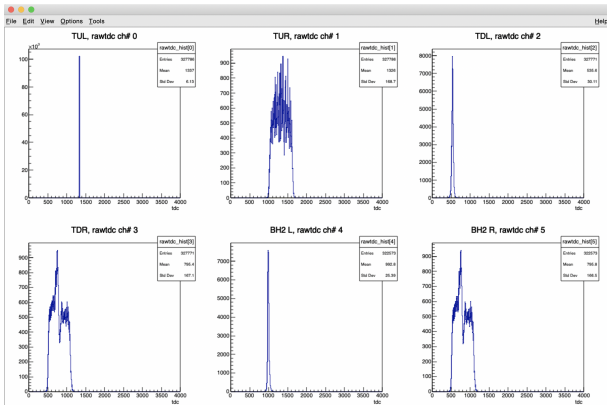 File Edit View Options Tools Help
TUL, rawtdc ch# 0
rawtdc_hist[0]
Entries 327786
Mean 1337
Std Dev 6.13
×10³
100
80
60
40
20
0
0 500 1000 1500 2000 2500 3000 3500 4000
tdc
TUR, rawtdc ch# 1
rawtdc_hist[1]
Entries 327786
Mean 1328
Std Dev
900
800
700
600
500
400
300
200
100
0
0 500 1000 1500 2000 2500 3000 3500 4000
tdc
TDL, rawtdc ch# 2
rawtdc_hist[2]
Entries 327771
Mean
Std Dev
8000
6000
4000
2000
0
0 500 1000 1500 2000 2500 3000 3500 4000
tdc
TDR, rawtdc ch# 3
rawtdc_hist[3]
Entries 327771
Mean
Std Dev
900
800
700
600
500
400
300
200
100
0
0 500 1000 1500 2000 2500 3000 3500 4000
tdc
BH2 L, rawtdc ch# 4
rawtdc_hist[4]
Entries
Mean
Std Dev
7000
6000
5000
4000
3000
2000
1000
0
0 500 1000 1500 2000 2500 3000 3500 4000
tdc
BH2 R, rawtdc ch# 5
rawtdc_hist[5]
Entries
Mean
Std Dev
900
800
700
600
500
400
300
200
100
0
0 500 1000 1500 2000 2500 3000 3500 4000
tdc